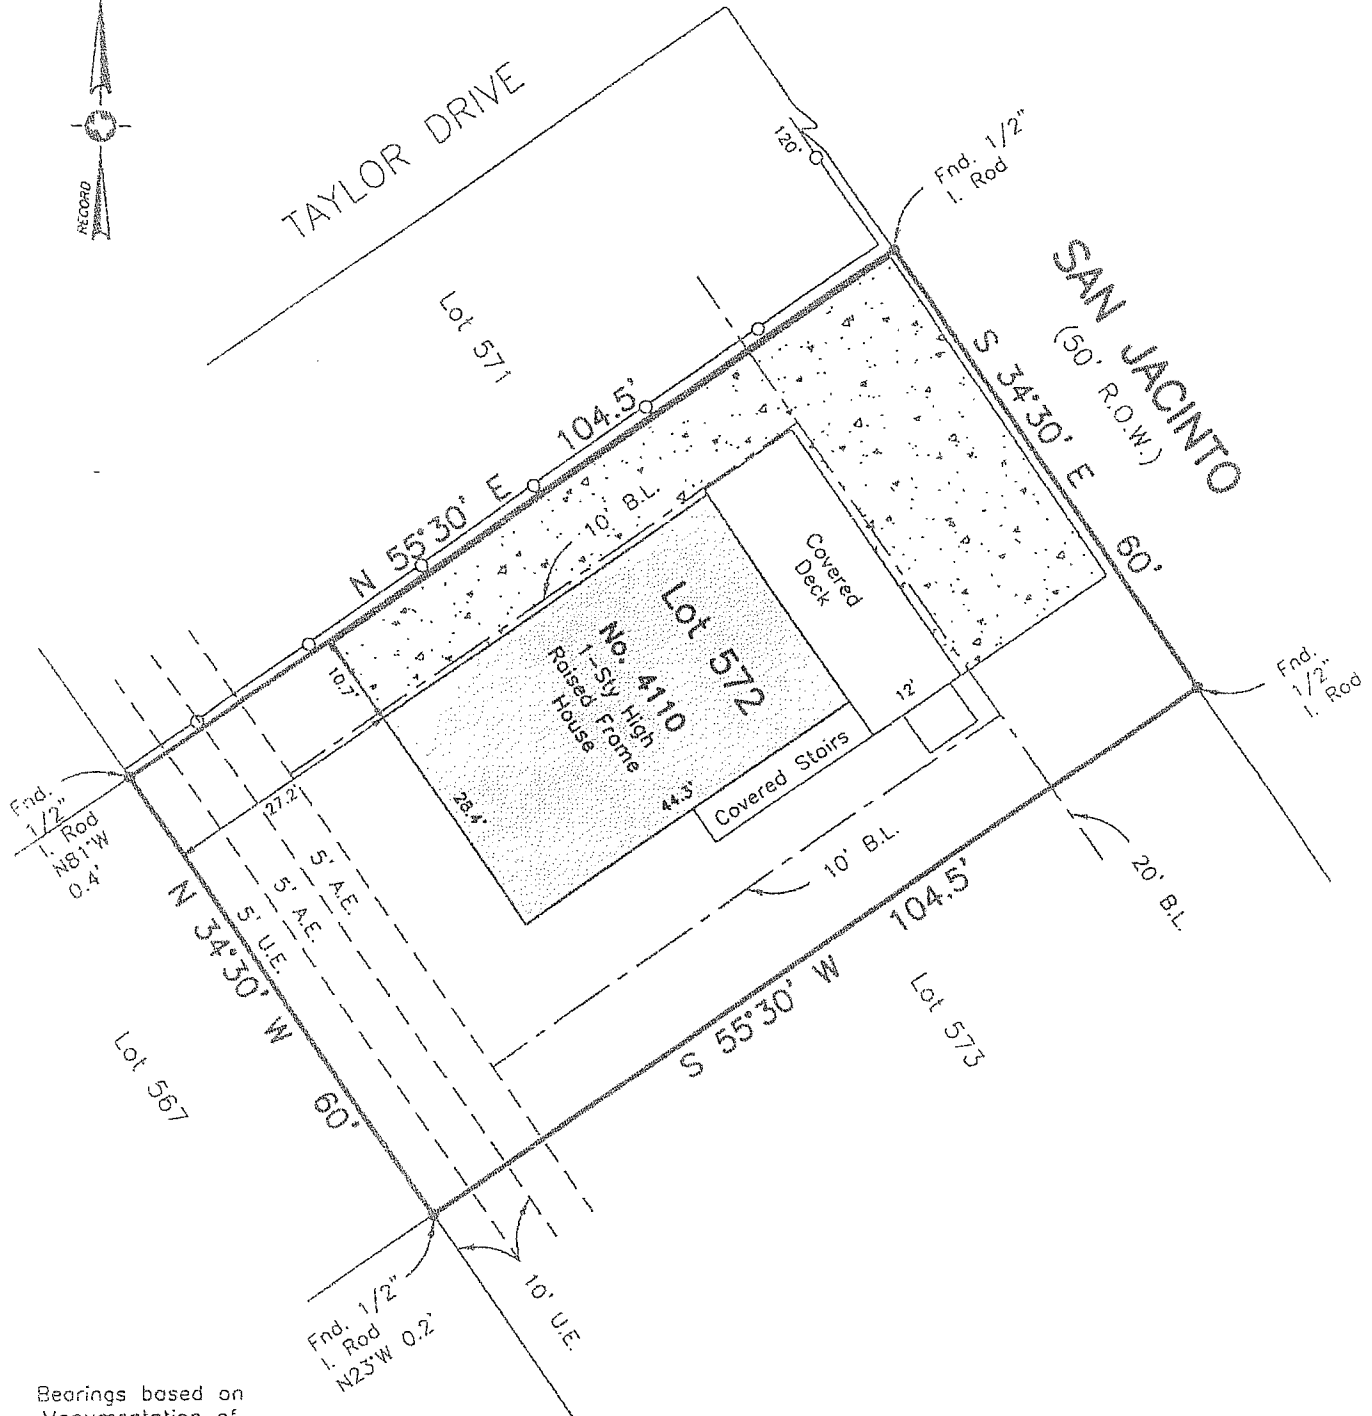 RECORD
TAYLOR DRIVE
120'
Fnd. 1/2"
I. Rod
SAN JACINTO
(50' R.O.W.)
S 34°30' E
60'
Lot 571
N 55°30' E
104.5'
10' B.L.
Covered
Deck
Lot 572
No. 4110
1-Sty High
Raised Frame
House
10.7'
28.4'
44.3'
12'
Covered Stairs
Fnd.
1/2"
I. Rod
Fnd.
1/2"
I. Rod
N81°W
0.4'
27.2'
5' A.E.
5' A.E.
5' U.E.
N 34°30' W
60'
10' B.L.
20' B.L.
S 55°30' W
104.5'
Lot 573
Lot 567
10' U.E.
Fnd. 1/2"
I. Rod
N23°W 0.2'
Bearings based on
Monumentation of